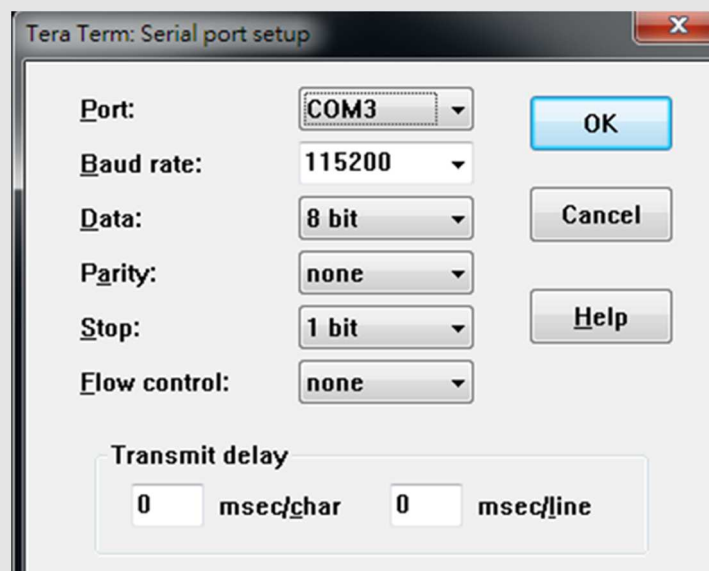 Tera Term: Serial port setup
Port: COM3
OK
Baud rate: 115200
Data: 8 bit
Cancel
Parity: none
Stop: 1 bit
Help
Flow control: none
Transmit delay
0 msec/char 0 msec/line